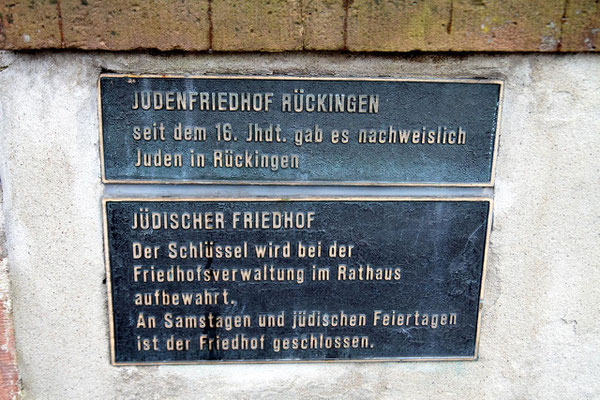 JUDENFRIEDHOF RÜCKINGEN
seit dem 16. Jhdt. gab es nachweislich
Juden in Rückingen
JÜDISCHER FRIEDHOF
Der Schlüssel wird bei der
Friedhofsverwaltung im Rathaus
aufbewahrt.
An Samstagen und jüdischen Feiertagen
ist der Friedhof geschlossen.